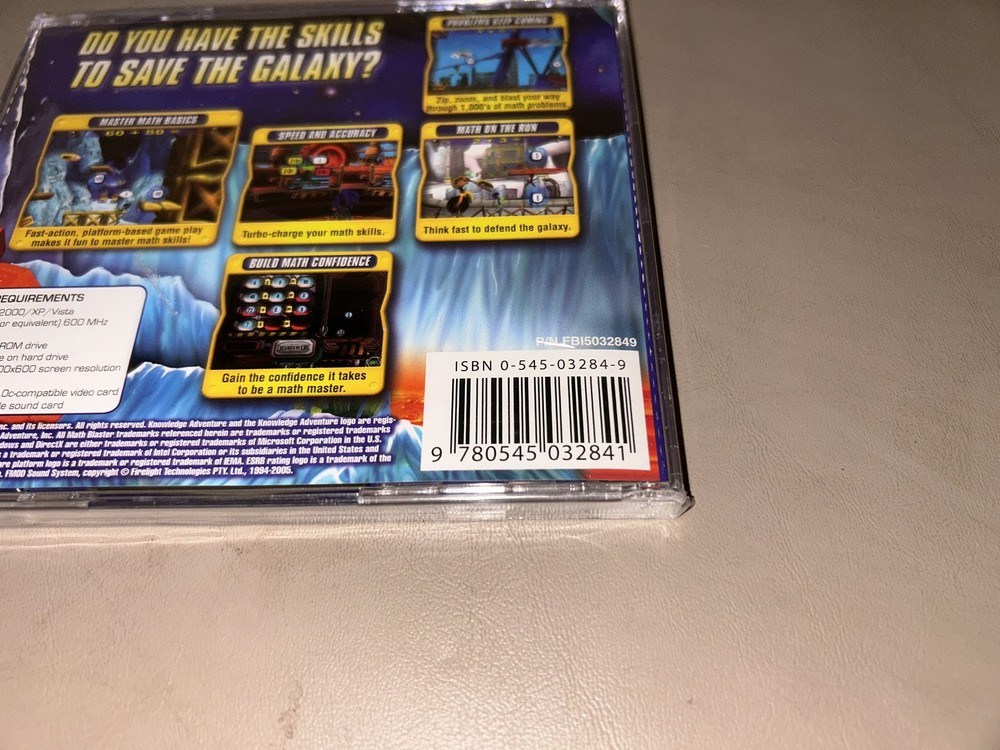 DO YOU HAVE THE SKILLS
TO SAVE THE GALAXY?
PROBLEMS KEEP COMING
Zip, zoom, and blast your way
through 1,000's of math problems.
MASTER MATH BASICS
60 + 80 =
Fast-action, platform-based game play
makes it fun to master math skills!
SPEED AND ACCURACY
Turbo-charge your math skills.
MATH ON THE RUN
Think fast to defend the galaxy.
BUILD MATH CONFIDENCE
Gain the confidence it takes
to be a math master.
EQUIREMENTS
2000/XP/Vista
or equivalent) 600 MHz
ROM drive
e on hard drive
00x600 screen resolution
0c-compatible video card
le sound card
P/N EBI5032849
ISBN 0-545-03284-9
9 780545 032841
nc. and its licensors. All rights reserved. Knowledge Adventure and the Knowledge Adventure logo are regis-
Adventure, Inc. All Math Blaster trademarks referenced herein are trademarks or registered trademarks
dows and DirectX are either trademarks or registered trademarks of Microsoft Corporation in the U.S.
s a trademark or registered trademark of Intel Corporation or its subsidiaries in the United States and
re platform logo is a trademark or registered trademark of IEMA. ESRB rating logo is a trademark of the
. FMOD Sound System, copyright © Firelight Technologies PTY. Ltd., 1994-2005.